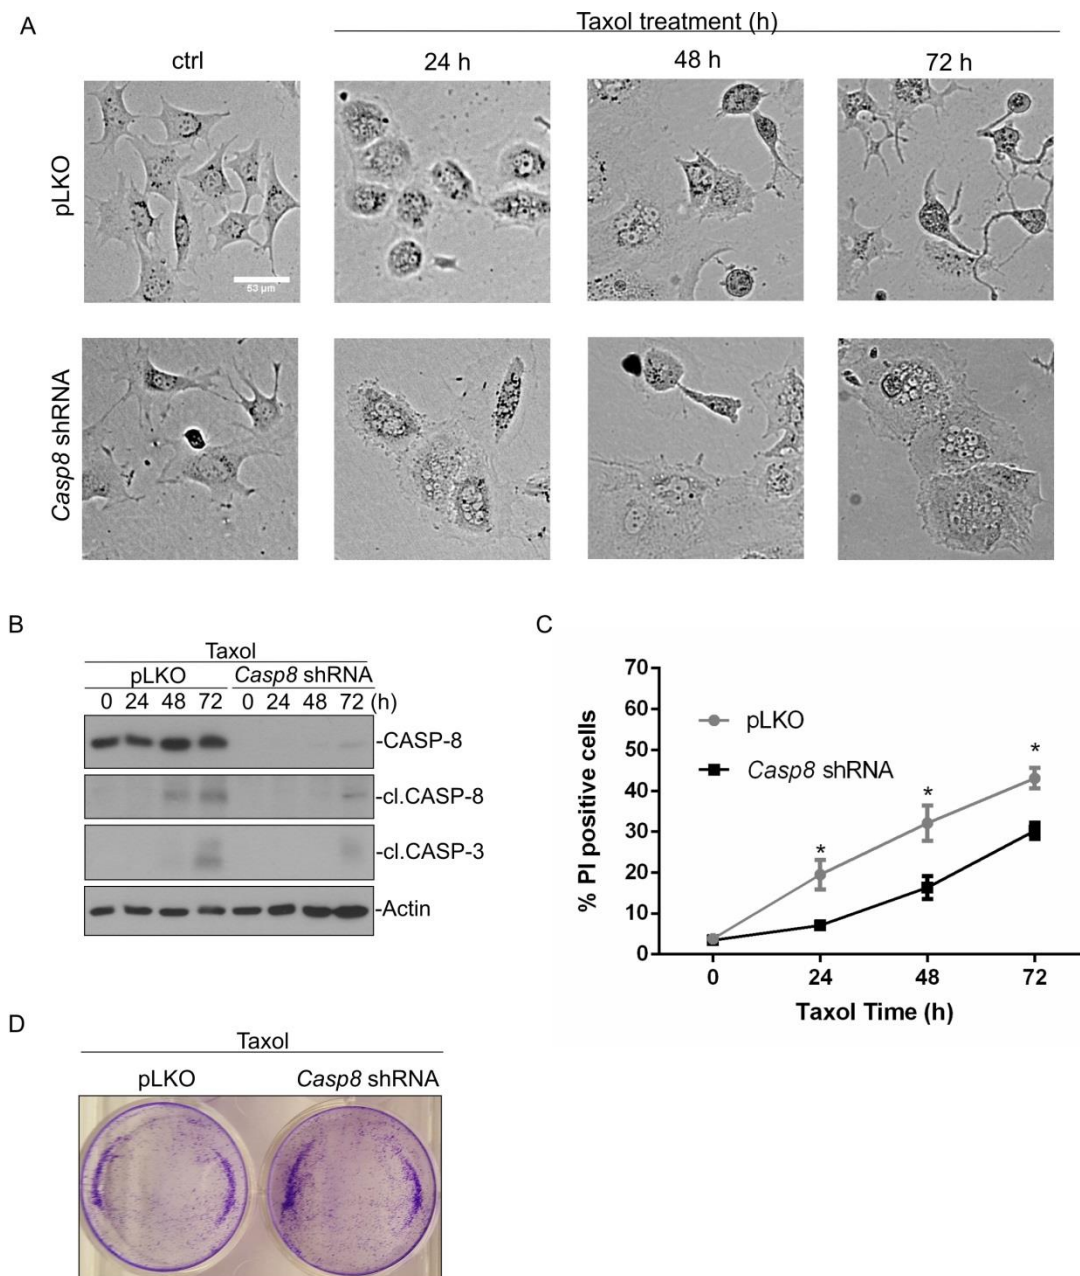 A
Taxol treatment (h)
ctrl
24 h
48 h
72 h
pLKO
53 µm
Casp8 shRNA
B
Taxol
pLKO Casp8 shRNA
0 24 48 72 0 24 48 72 (h)
-CASP-8
-cl.CASP-8
-cl.CASP-3
-Actin
C
70
60
50
40
30
20
10
0
% PI positive cells
pLKO
Casp8 shRNA
*
*
*
0 24 48 72
Taxol Time (h)
D
Taxol
pLKO Casp8 shRNA